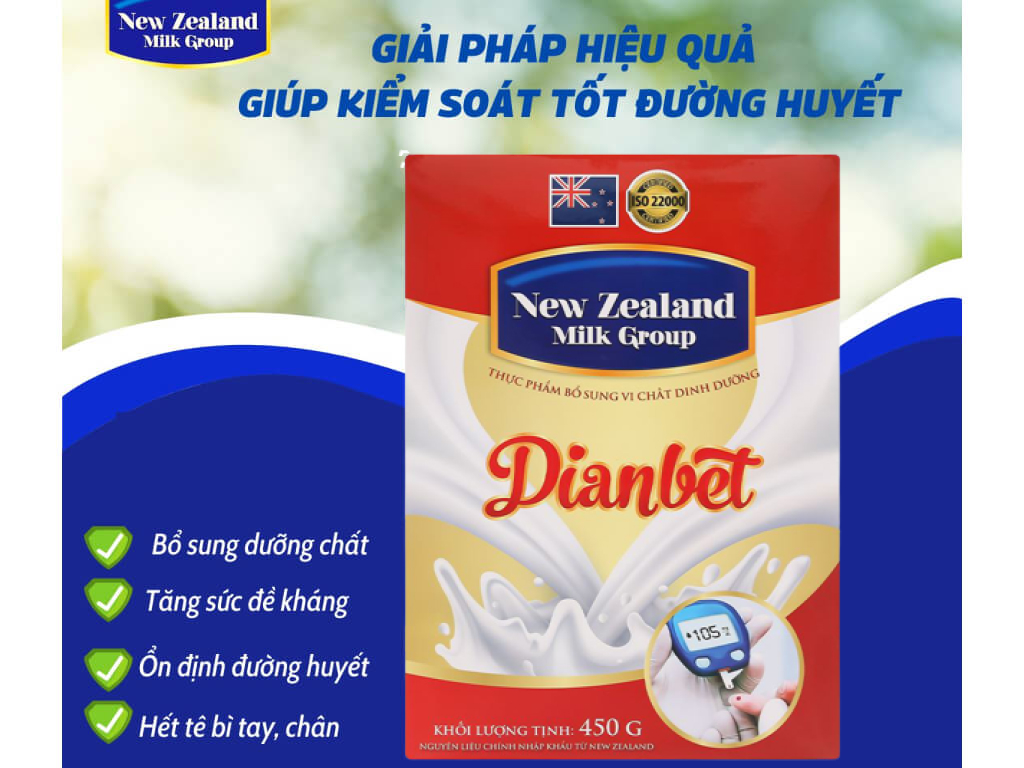 New Zealand
Milk Group
GIẢI PHÁP HIỆU QUẢ
GIÚP KIỂM SOÁT TỐT ĐƯỜNG HUYẾT
ISO 22000
CERTIFIED
New Zealand
Milk Group
THỰC PHẨM BỔ SUNG VI CHẤT DINH DƯỠNG
Dianbet
Bổ sung dưỡng chất
Tăng sức đề kháng
Ổn định đường huyết
Hết tê bì tay, chân
105
KHỐI LƯỢNG TỊNH: 450 G
NGUYÊN LIỆU CHÍNH NHẬP KHẨU TỪ NEW ZEALAND